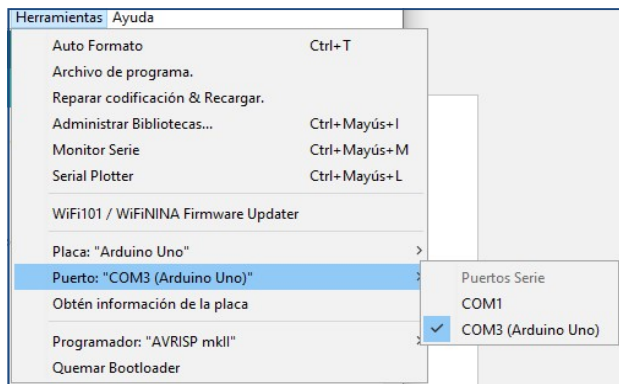 Herramientas Ayuda
Auto Formato Ctrl+T
Archivo de programa.
Reparar codificación & Recargar.
Administrar Bibliotecas... Ctrl+Mayús+I
Monitor Serie Ctrl+Mayús+M
Serial Plotter Ctrl+Mayús+L
WiFi101 / WiFiNINA Firmware Updater
Placa: "Arduino Uno"
Puerto: "COM3 (Arduino Uno)"
Puertos Serie
Obtén información de la placa
COM1
COM3 (Arduino Uno)
Programador: "AVRISP mkII"
Quemar Bootloader